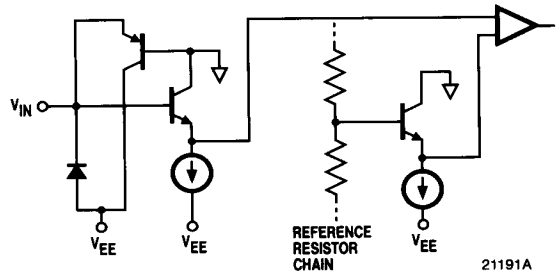 VIN
VEE
VEE
REFERENCE
RESISTOR
CHAIN
VEE
21191A